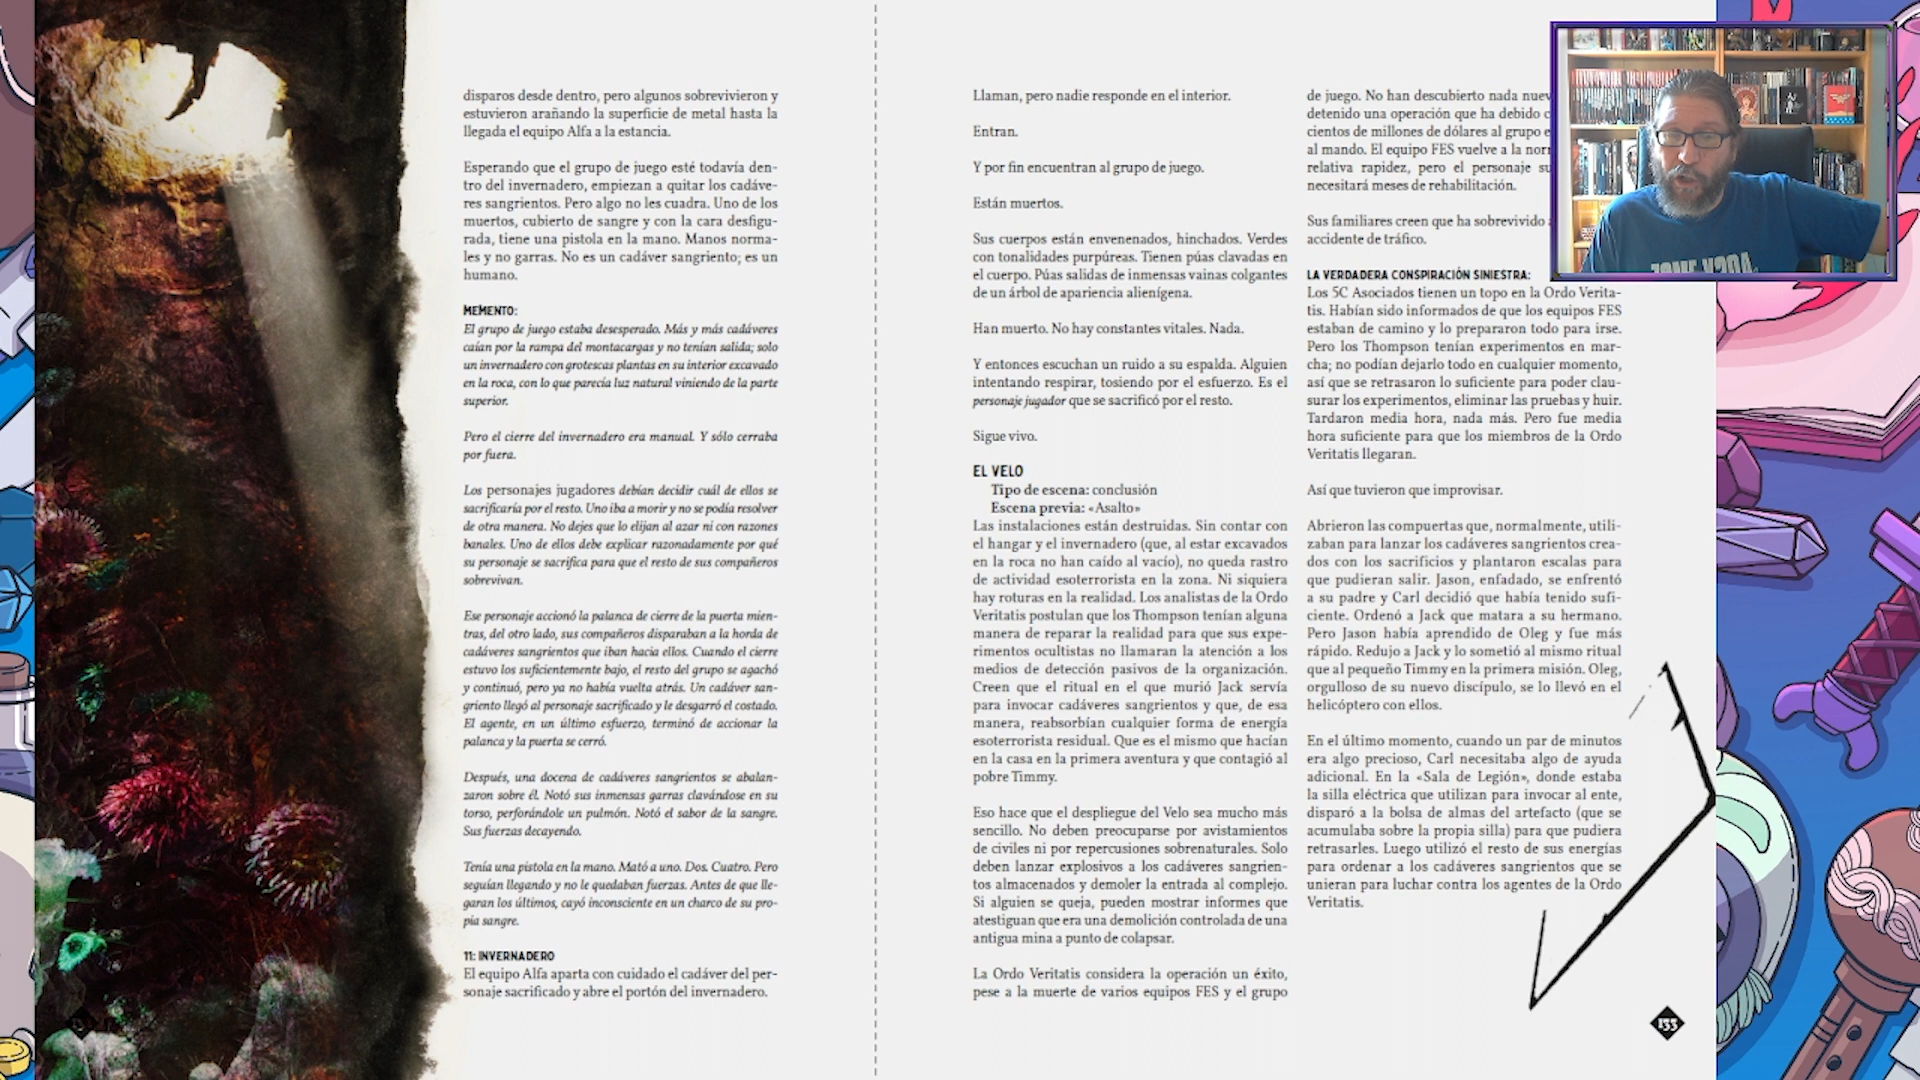 disparos desde dentro, pero algunos sobrevivieron y
estuvieron arañando la superficie de metal hasta la
llegada el equipo Alfa a la estancia.
Esperando que el grupo de juego esté todavía den-
tro del invernadero, empiezan a quitar los cadáve-
res sangrientos. Pero algo no les cuadra. Uno de los
muertos, cubierto de sangre y con la cara desfigu-
rada, tiene una pistola en la mano. Manos norma-
les y no garras. No es un cadáver sangriento; es un
humano.
MEMENTO:
El grupo de juego estaba desesperado. Más y más cadáveres
caían por la rampa del montacargas y no tenían salida; solo
un invernadero con grotescas plantas en su interior excavado
en la roca, con lo que parecía luz natural viniendo de la parte
superior.
Pero el cierre del invernadero era manual. Y sólo cerraba
por fuera.
Los personajes jugadores debían decidir cuál de ellos se
sacrificaría por el resto. Uno iba a morir y no se podía resolver
de otra manera. No dejes que lo elijan al azar ni con razones
banales. Uno de ellos debe explicar razonadamente por qué
su personaje se sacrifica para que el resto de sus compañeros
sobrevivan.
Ese personaje accionó la palanca de cierre de la puerta mien-
tras, del otro lado, sus compañeros disparaban a la horda de
cadáveres sangrientos que iban hacia ellos. Cuando el cierre
estuvo los suficientemente bajo, el resto del grupo se agachó
y continuó, pero ya no había vuelta atrás. Un cadáver san-
griento llegó al personaje sacrificado y le desgarró el costado.
El agente, en un último esfuerzo, terminó de accionar la
palanca y la puerta se cerró.
Después, una docena de cadáveres sangrientos se abalan-
zaron sobre él. Notó sus inmensas garras clavándose en su
torso, perforándole un pulmón. Notó el sabor de la sangre.
Sus fuerzas decayendo.
Tenía una pistola en la mano. Mató a uno. Dos. Cuatro. Pero
seguían llegando y no le quedaban fuerzas. Antes de que lle-
garan los últimos, cayó inconsciente en un charco de su pro-
pia sangre.
11: INVERNADERO
El equipo Alfa aparta con cuidado el cadáver del per-
sonaje sacrificado y abre el portón del invernadero.
Llaman, pero nadie responde en el interior.
Entran.
Y por fin encuentran al grupo de juego.
Están muertos.
Sus cuerpos están envenenados, hinchados. Verdes
con tonalidades purpúreas. Tienen púas clavadas en
el cuerpo. Púas salidas de inmensas vainas colgantes
de un árbol de apariencia alienígena.
Han muerto. No hay constantes vitales. Nada.
Y entonces escuchan un ruido a su espalda. Alguien
intentando respirar, tosiendo por el esfuerzo. Es el
personaje jugador que se sacrificó por el resto.
Sigue vivo.
EL VELO
Tipo de escena: conclusión
Escena previa: «Asalto»
Las instalaciones están destruidas. Sin contar con
el hangar y el invernadero (que, al estar excavados
en la roca no han caído al vacío), no queda rastro
de actividad esoterrorista en la zona. Ni siquiera
hay roturas en la realidad. Los analistas de la Ordo
Veritatis postulan que los Thompson tenían alguna
manera de reparar la realidad para que sus expe-
rimentos ocultistas no llamaran la atención a los
medios de detección pasivos de la organización.
Creen que el ritual en el que murió Jack servía
para invocar cadáveres sangrientos y que, de esa
manera, reabsorbían cualquier forma de energía
esoterrorista residual. Que es el mismo que hacían
en la casa en la primera aventura y que contagió al
pobre Timmy.
Eso hace que el despliegue del Velo sea mucho más
sencillo. No deben preocuparse por avistamientos
de civiles ni por repercusiones sobrenaturales. Solo
deben lanzar explosivos a los cadáveres sangrien-
tos almacenados y demoler la entrada al complejo.
Si alguien se queja, pueden mostrar informes que
atestiguan que era una demolición controlada de una
antigua mina a punto de colapsar.
La Ordo Veritatis considera la operación un éxito,
pese a la muerte de varios equipos FES y el grupo
de juego. No han descubierto nada
detenido una operación que ha debido
cientos de millones de dólares al grupo
al mando. El equipo FES vuelve a la
relativa rapidez, pero el personaje
necesitará meses de rehabilitación.
Sus familiares creen que ha sobrevivido
accidente de tráfico.
LA VERDADERA CONSPIRACIÓN SINIESTRA:
Los 5C Asociados tienen un topo en la Ordo Verita-
tis. Habían sido informados de que los equipos FES
estaban de camino y lo prepararon todo para irse.
Pero los Thompson tenían experimentos en mar-
cha; no podían dejarlo todo en cualquier momento,
así que se retrasaron lo suficiente para poder clau-
surar los experimentos, eliminar las pruebas y huir.
Tardaron media hora, nada más. Pero fue media
hora suficiente para que los miembros de la Ordo
Veritatis llegaran.
Así que tuvieron que improvisar.
Abrieron las compuertas que, normalmente, utili-
zaban para lanzar los cadáveres sangrientos crea-
dos con los sacrificios y plantaron escalas para
que pudieran salir. Jason, enfadado, se enfrentó
a su padre y Carl decidió que había tenido sufi-
ciente. Ordenó a Jack que matara a su hermano.
Pero Jason había aprendido de Oleg y fue más
rápido. Redujo a Jack y lo sometió al mismo ritual
que al pequeño Timmy en la primera misión. Oleg,
orgulloso de su nuevo discípulo, se lo llevó en el
helicóptero con ellos.
En el último momento, cuando un par de minutos
era algo precioso, Carl necesitaba algo de ayuda
adicional. En la «Sala de Legión», donde estaba
la silla eléctrica que utilizan para invocar al ente,
disparó a la bolsa de almas del artefacto (que se
acumulaba sobre la propia silla) para que pudiera
retrasarles. Luego utilizó el resto de sus energías
para ordenar a los cadáveres sangrientos que se
unieran para luchar contra los agentes de la Ordo
Veritatis.
133